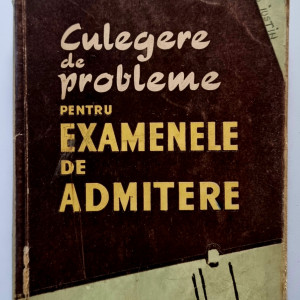 Culegere
de
probleme
PENTRU
EXAMENELE
DE
ADMITERE